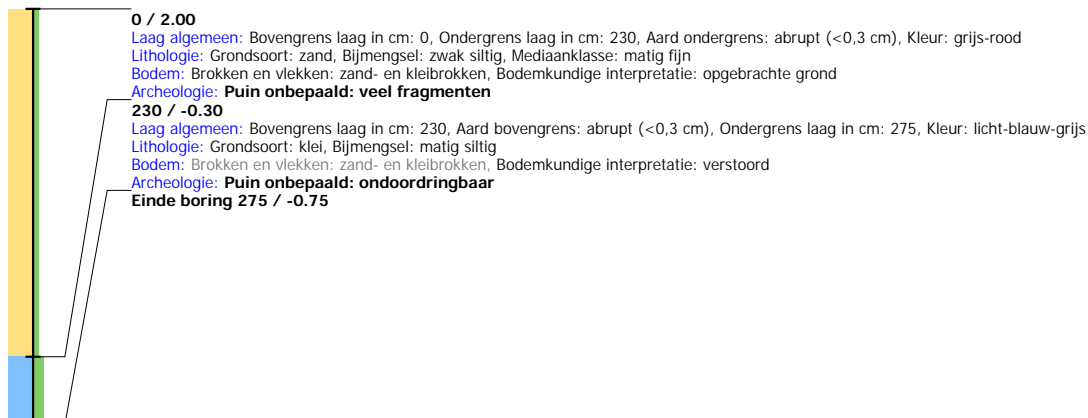 0 / 2.00
Laag algemeen: Bovengrens laag in cm: 0, Ondergrens laag in cm: 230, Aard ondergrens: abrupt (<0,3 cm), Kleur: grijs-rood
Lithologie: Grondsoort: zand, Bijmengsel: zwak siltig, Mediaanklasse: matig fijn
Bodem: Brokken en vlekken: zand- en kleibrokken, Bodemkundige interpretatie: opgebrachte grond
Archeologie: Puin onbepaald: veel fragmenten
230 / -0.30
Laag algemeen: Bovengrens laag in cm: 230, Aard bovengrens: abrupt (<0,3 cm), Ondergrens laag in cm: 275, Kleur: licht-blauw-grijs
Lithologie: Grondsoort: klei, Bijmengsel: matig siltig
Bodem: Brokken en vlekken: zand- en kleibrokken, Bodemkundige interpretatie: verstoord
Archeologie: Puin onbepaald: ondoordringbaar
Einde boring 275 / -0.75